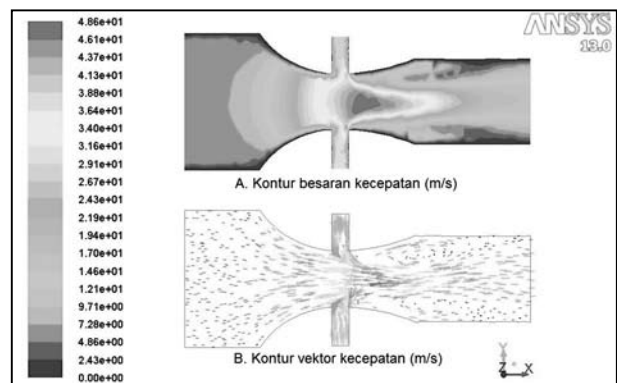 4.86e+01
4.61e+01
4.37e+01
4.13e+01
3.88e+01
3.64e+01
3.40e+01
3.16e+01
2.91e+01
2.67e+01
2.43e+01
2.19e+01
1.94e+01
1.70e+01
1.46e+01
1.21e+01
9.71e+00
7.28e+00
4.86e+00
2.43e+00
0.00e+00
ANSYS
13.0
A. Kontur besaran kecepatan (m/s)
B. Kontur vektor kecepatan (m/s)
Y
Z X